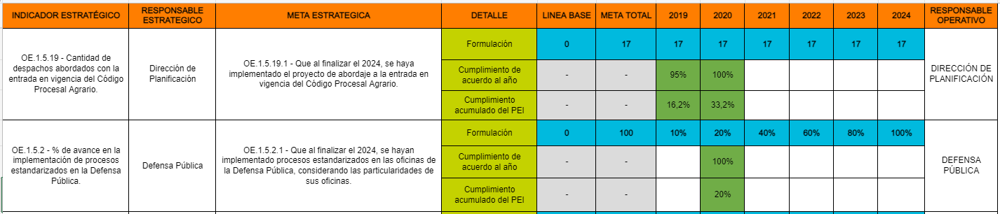 INDICADOR ESTRATÉGICO RESPONSABLE ESTRATEGICO META ESTRATEGICA DETALLE LINEA BASE META TOTAL 2019 2020 2021 2022 2023 2024 RESPONSABLE OPERATIVO
OE.1.5.19 - Cantidad de
despachos abordados con la
entrada en vigencia del Código
Procesal Agrario.
Dirección de
Planificación
OE.1.5.19.1 - Que al finalizar el 2024, se haya
implementado el proyecto de abordaje a la entrada en
vigencia del Código Procesal Agrario.
Formulación 0 17 17 17 17 17 17 17
Cumplimiento de
acuerdo al año
- - 95% 100%
Cumplimiento
acumulado del PEI
- - 16,2% 33,2%
DIRECCIÓN DE
PLANIFICACIÓN
OE.1.5.2 - % de avance en la
implementación de procesos
estandarizados en la Defensa
Pública.
Defensa Pública
OE.1.5.2.1 - Que al finalizar el 2024, se hayan
implementado procesos estandarizados en las oficinas de
la Defensa Pública, considerando las particularidades de
sus oficinas.
Formulación 0 100 10% 20% 40% 60% 80% 100%
Cumplimiento de
acuerdo al año
- - 100%
Cumplimiento
acumulado del PEI
- - 20%
DEFENSA
PÚBLICA